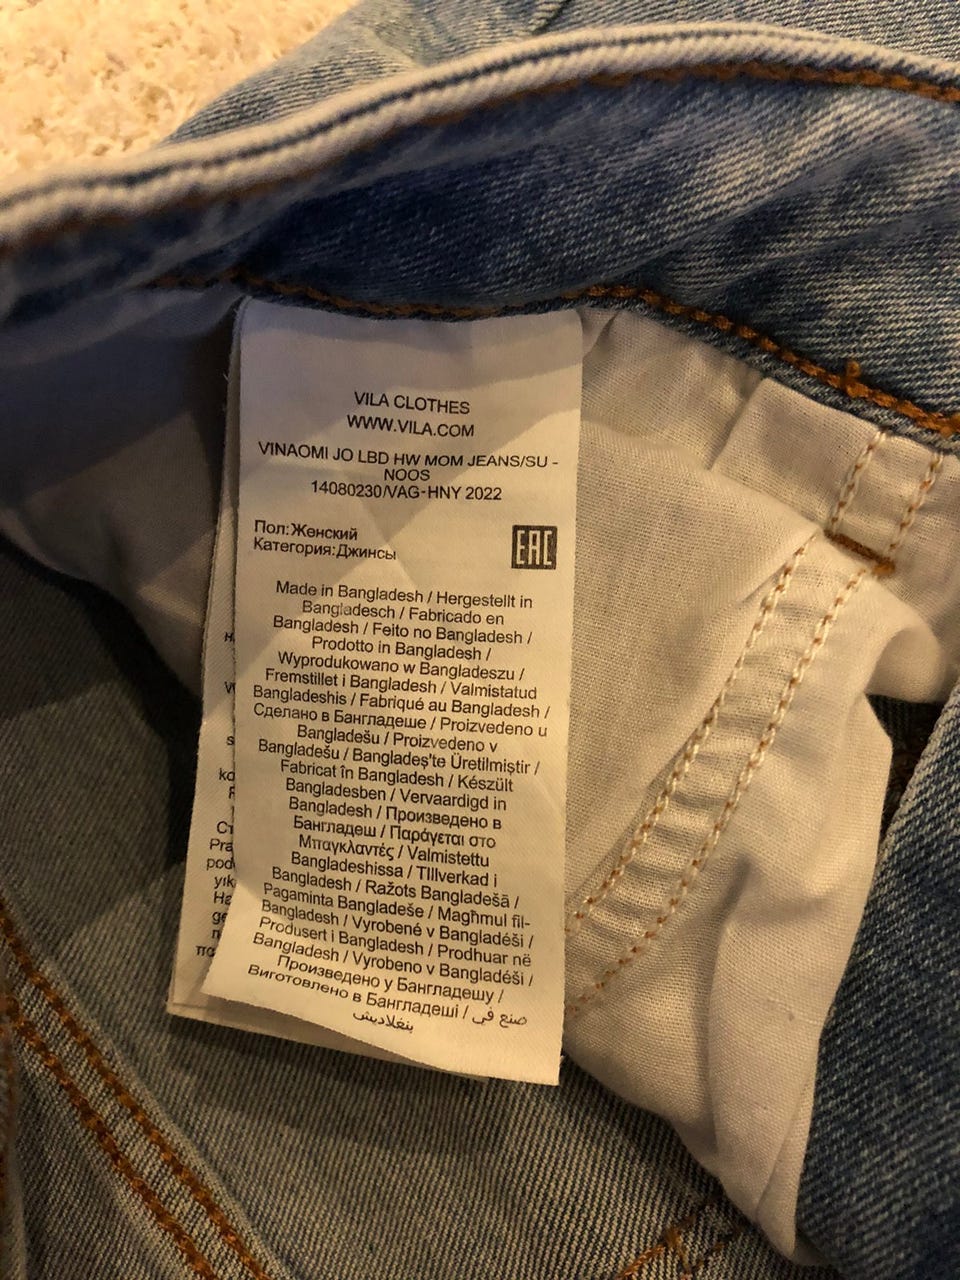 VILA CLOTHES
WWW.VILA.COM
VINAOMI JO LBD HW MOM JEANS/SU -
NOOS
14080230/VAG-HNY 2022
Пол:Женский
Категория:Джинсы
EAC
Made in Bangladesh / Hergestellt in
Bangladesch / Fabricado en
Bangladesh / Feito no Bangladesh /
Prodotto in Bangladesh /
Wyprodukowano w Bangladeszu /
Fremstillet i Bangladesh / Valmistatud
Bangladeshis / Fabriqué au Bangladesh /
Сделано в Бангладеше / Proizvedeno u
Bangladešu / Proizvedeno v
Bangladešu / Bangladeş'te Üretilmiştir /
Fabricat în Bangladesh / Készült
Bangladesben / Vervaardigd in
Bangladesh / Произведено в
Бангладеш / Παράγεται στο
Μπαγκλαντές / Valmistettu
Bangladeshissa / TIllverkad i
Bangladesh / Ražots Bangladešā /
Pagaminta Bangladeše / Magħmul fil-
Bangladesh / Vyrobené v Bangladéši /
Produsert i Bangladesh / Prodhuar në
Bangladesh / Vyrobeno v Bangladéši /
Произведено у Бангладешу /
Виготовлено в Бангладеші / صنع في
بنغلاديش